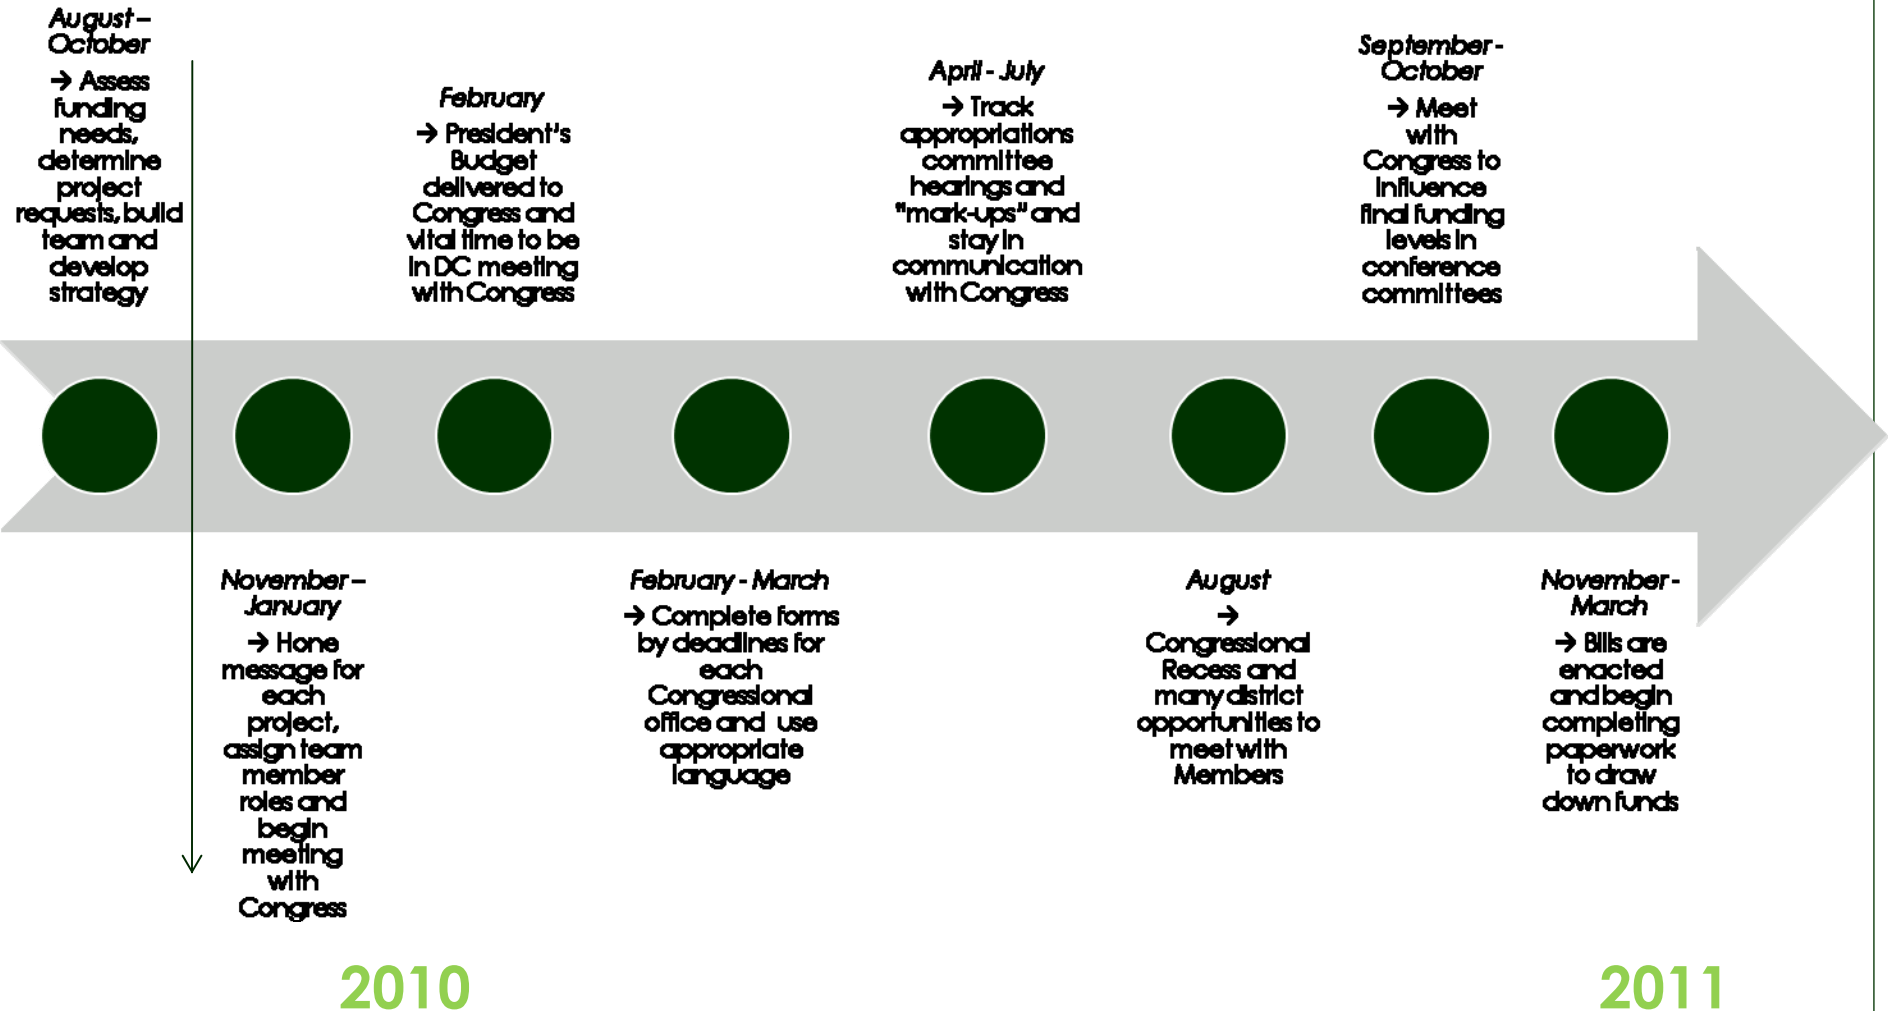 August –
October
→ Assess
funding
needs,
determine
project
requests, build
team and
develop
strategy
November –
January
→ Hone
message for
each
project,
assign team
member
roles and
begin
meeting
with
Congress
February
→ President's
Budget
delivered to
Congress and
vital time to be
in DC meeting
with Congress
February - March
→ Complete forms
by deadlines for
each
Congressional
office and use
appropriate
language
April - July
→ Track
appropriations
committee
hearings and
"mark-ups" and
stay in
communication
with Congress
August
→
Congressional
Recess and
many district
opportunities to
meet with
Members
September -
October
→ Meet
with
Congress to
influence
final funding
levels in
conference
committees
November -
March
→ Bills are
enacted
and begin
completing
paperwork
to draw
down funds
2010
2011